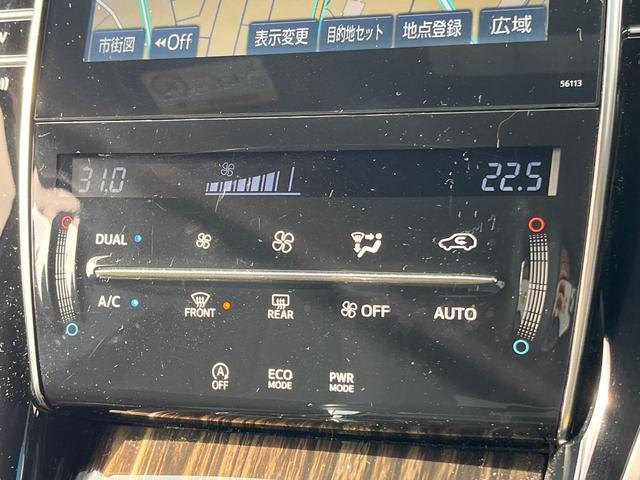 市街図 ◀◀Off 表示変更 目的地セット 地点登録 広域
56113
31.0 22.5
DUAL
A/C FRONT REAR OFF AUTO
A OFF ECO MODE PWR MODE